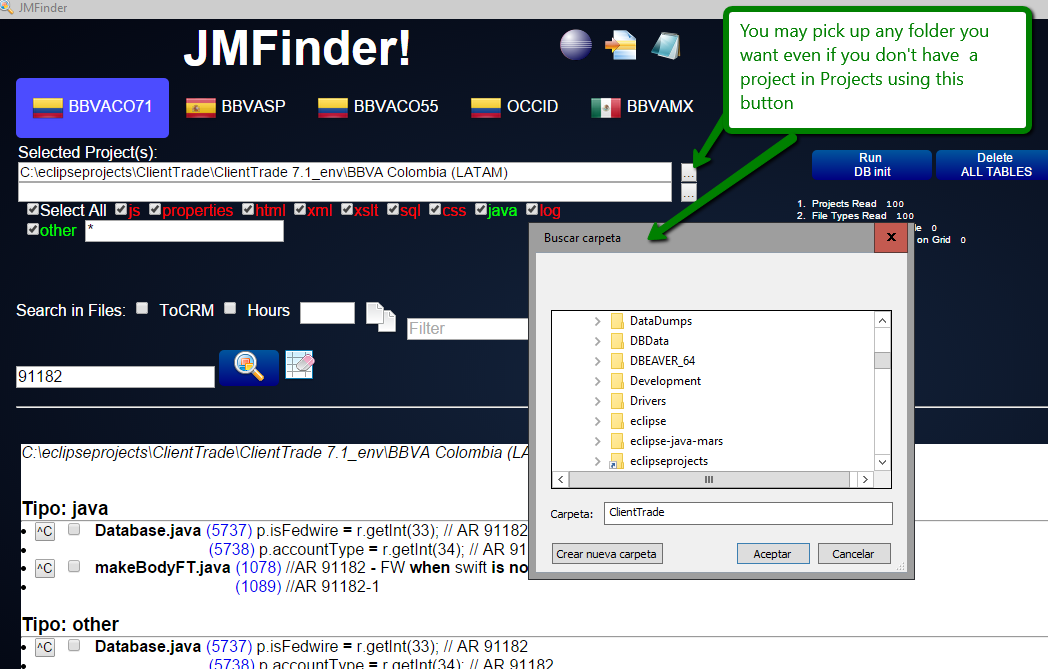 JMFinder
JMFinder!
You may pick up any folder you
want even if you don't have a
project in Projects using this
button
BBVACO71
BBVASP
BBVACO55
OCCID
BBVAMX
Selected Project(s):
C:\eclipseprojects\ClientTrade\ClientTrade 7.1_env\BBVA Colombia (LATAM)
...
...
Run
DB init
Delete
ALL TABLES
Select All js properties html xml xslt sql css java log
other *
1. Projects Read 100
2. File Types Read 100
le 0
on Grid 0
Buscar carpeta
x
DataDumps
DBData
DBEAVER_64
Development
Drivers
eclipse
eclipse-java-mars
eclipseprojects
Carpeta: ClientTrade
Crear nueva carpeta
Aceptar
Cancelar
Search in Files: ToCRM Hours
Filter
91182
C:\eclipseprojects\ClientTrade\ClientTrade 7.1_env\BBVA Colombia (LA
Tipo: java
^C Database.java (5737) p.isFedwire = r.getInt(33); // AR 91182
(5738) p.accountType = r.getInt(34); // AR 91
^C makeBodyFT.java (1078) //AR 91182 - FW when swift is no
(1089) //AR 91182-1
Tipo: other
^C Database.java (5737) p.isFedwire = r.getInt(33); // AR 91182
(5738) p.accountType = r.getInt(34); // AR 91182